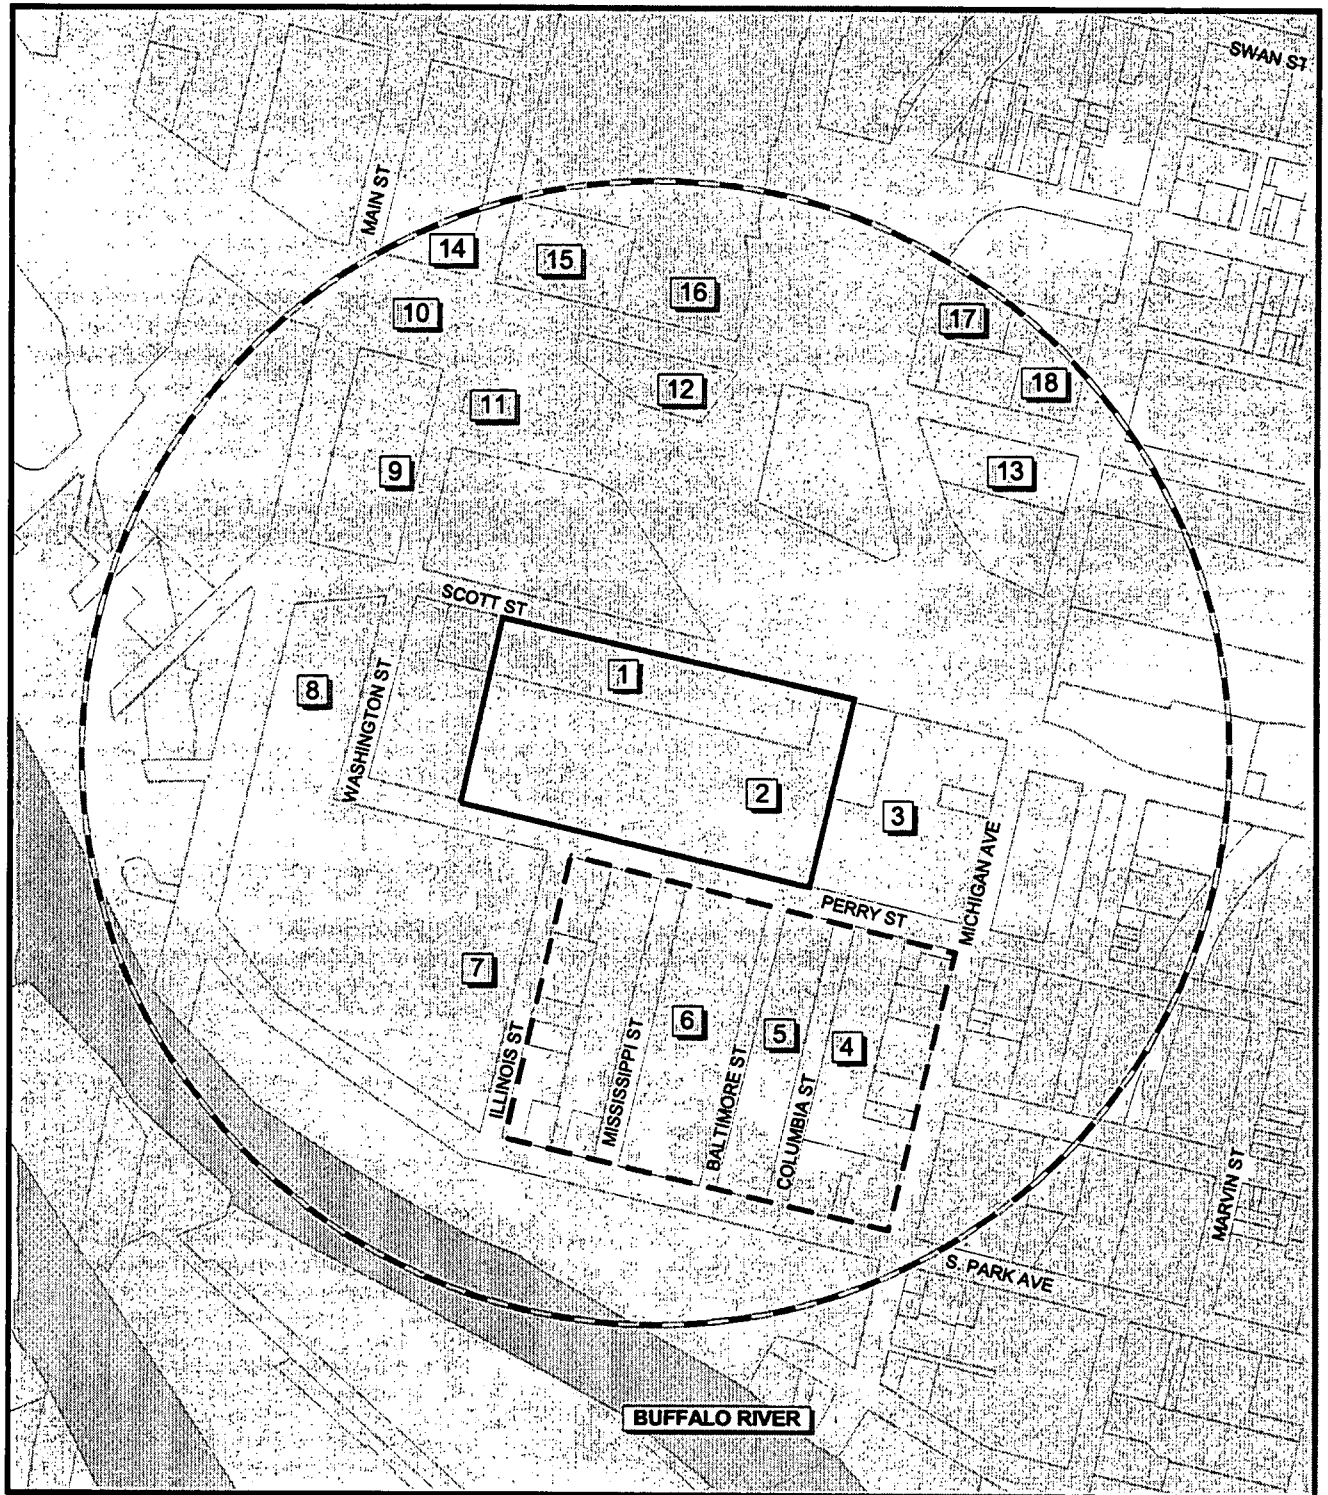 SWAN ST
MAIN ST
14
15
16
10
17
12
18
11
9
13
SCOTT ST
1
8
WASHINGTON ST
2
3
MICHIGAN AVE
PERRY ST
7
6
5
4
ILLINOIS ST
MISSISSIPPI ST
BALTIMORE ST
COLUMBIA ST
MARVIN ST
S. PARK AVE
BUFFALO RIVER